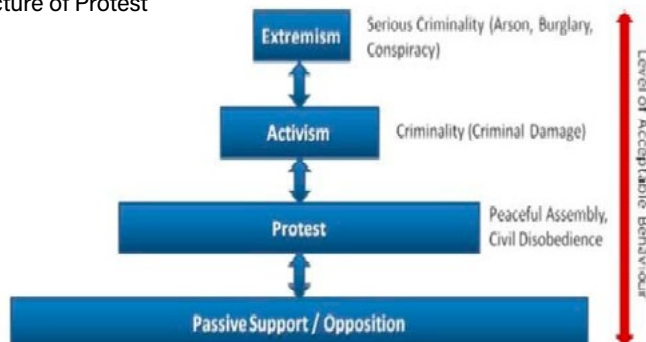 cture of Protest
Extremism
Serious Criminality (Arson, Burglary,
Conspiracy)
Activism
Criminality (Criminal Damage)
Protest
Peaceful Assembly,
Civil Disobedience
Passive Support / Opposition
Level of Acceptable Behaviour